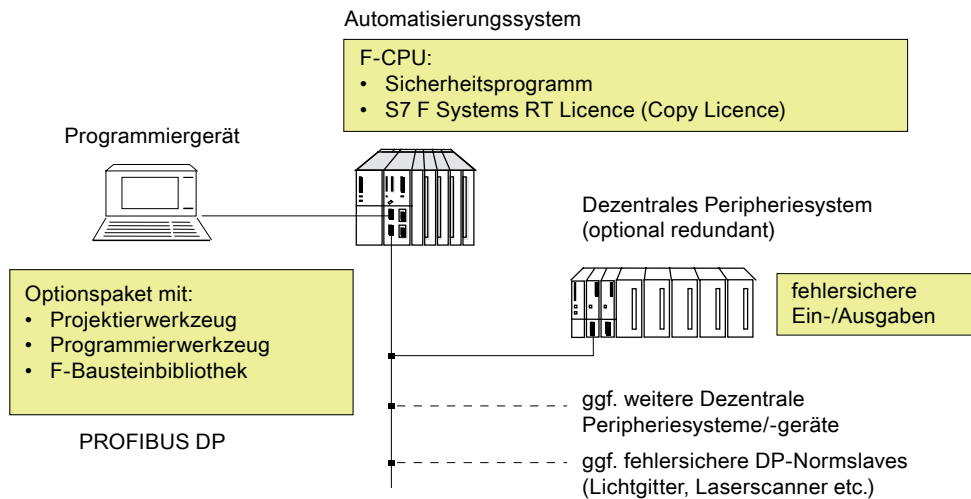 Automatisierungssystem
F-CPU:
• Sicherheitsprogramm
• S7 F Systems RT Licence (Copy Licence)
Programmiergerät
Dezentrales Peripheriesystem
(optional redundant)
Optionspaket mit:
• Projektierwerkzeug
• Programmierwerkzeug
• F-Bausteinbibliothek
fehlersichere
Ein-/Ausgaben
PROFIBUS DP
ggf. weitere Dezentrale
Peripheriesysteme/-geräte
ggf. fehlersichere DP-Normslaves
(Lichtgitter, Laserscanner etc.)